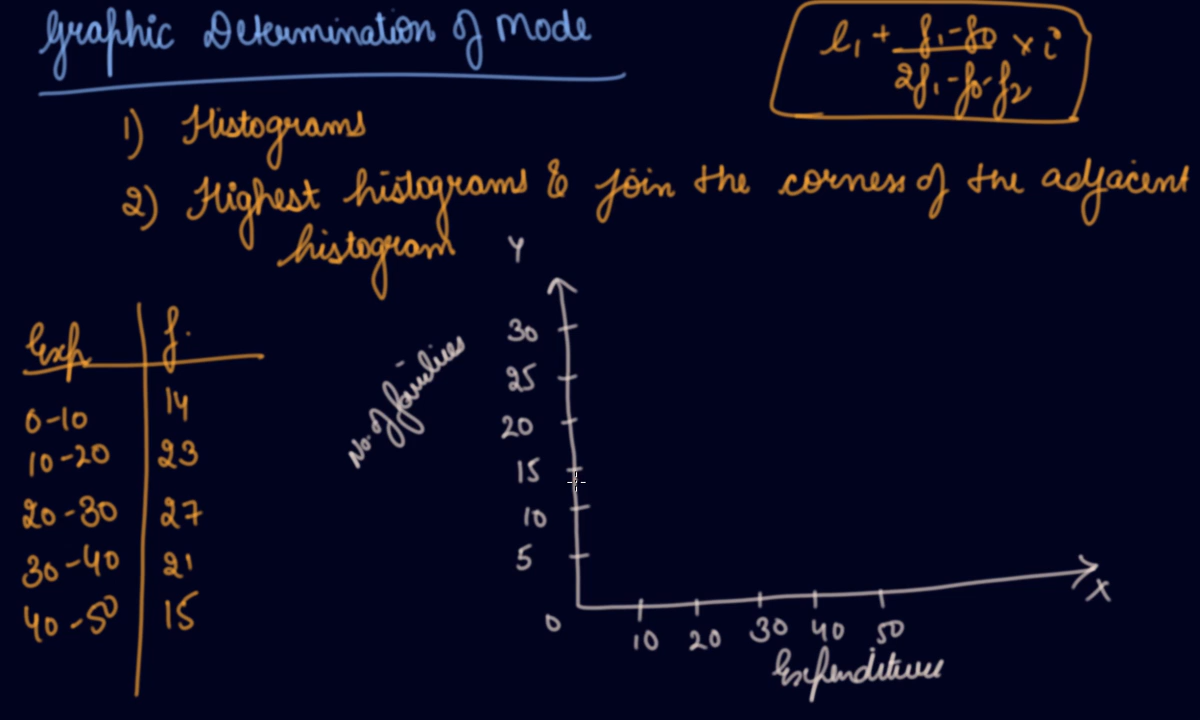 Graphic Determination of Mode
l₁ + f₁-f0 / 2f₁-f0-f₂ × i
1) Histograms
2) Highest histograms & join the corness of the adjacent
histogram
Exp. f.
0-10 14
10-20 23
20-30 27
30-40 21
40-50 15
Y
No. of families
30
25
20
15
10
5
0
10 20 30 40 50
X
Expenditure